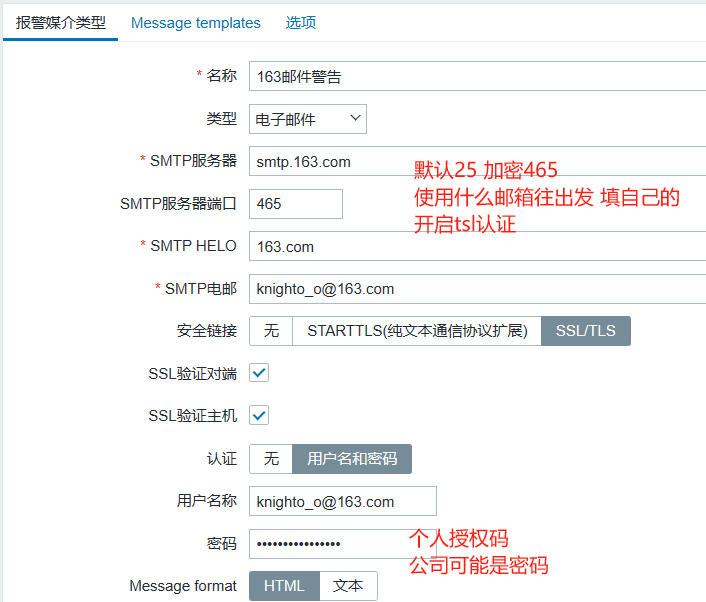 报警媒介类型 Message templates 选项
* 名称 163邮件警告
类型 电子邮件
* SMTP服务器 smtp.163.com
默认25 加密465
SMTP服务器端口 465
使用什么邮箱往出发 填自己的
开启tsl认证
* SMTP HELO 163.com
* SMTP电邮 knighto_o@163.com
安全链接 无 STARTTLS(纯文本通信协议扩展) SSL/TLS
SSL验证对端
SSL验证主机
认证 无 用户名和密码
用户名称 knighto_o@163.com
密码 ••••••••••••••••
个人授权码
公司可能是密码
Message format HTML 文本